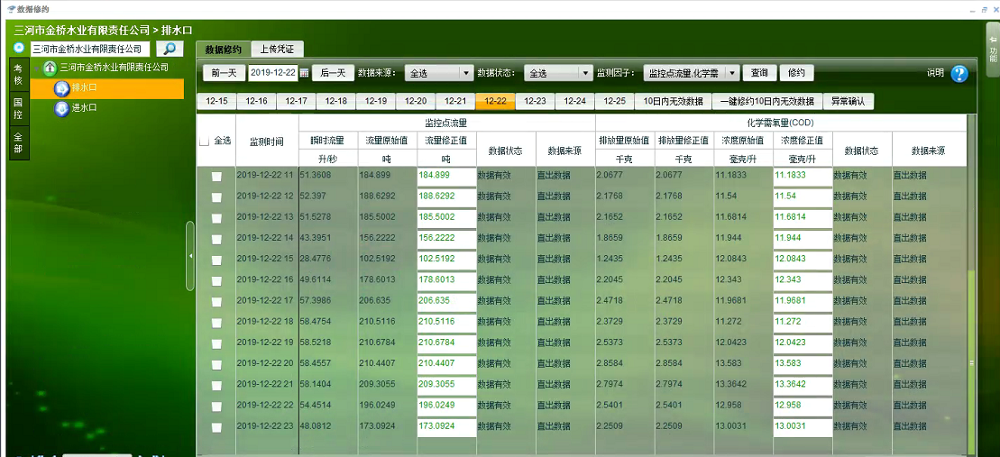 数据修约
三河市金桥水业有限责任公司 > 排水口
三河市金桥水业有限责任公司
考核
国控
全部
三河市金桥水业有限责任公司
排水口
进水口
数据修约 上传凭证
前一天 2019-12-22 后一天 数据来源: 全选 数据状态: 全选 监测因子: 监控点流量,化学需 查询 修约 说明 ?
功能
12-15 12-16 12-17 12-18 12-19 12-20 12-21 12-22 12-23 12-24 12-25 10日内无效数据 一键修约10日内无效数据 异常确认
全选 监测时间 监控点流量 化学需氧量(COD)
瞬时流量 流量原始值 流量修正值 数据状态 数据来源 排放量原始值 排放量修正值 浓度原始值 浓度修正值 数据状态 数据来源
升/秒 吨 吨 千克 千克 毫克/升 毫克/升
2019-12-22 11 51.3608 184.899 184.899 数据有效 直出数据 2.0677 2.0677 11.1833 11.1833 数据有效 直出数据
2019-12-22 12 52.397 188.6292 188.6292 数据有效 直出数据 2.1768 2.1768 11.54 11.54 数据有效 直出数据
2019-12-22 13 51.5278 185.5002 185.5002 数据有效 直出数据 2.1652 2.1652 11.6814 11.6814 数据有效 直出数据
2019-12-22 14 43.3951 156.2222 156.2222 数据有效 直出数据 1.8659 1.8659 11.944 11.944 数据有效 直出数据
2019-12-22 15 28.4776 102.5192 102.5192 数据有效 直出数据 1.2435 1.2435 12.0843 12.0843 数据有效 直出数据
2019-12-22 16 49.6114 178.6013 178.6013 数据有效 直出数据 2.2045 2.2045 12.343 12.343 数据有效 直出数据
2019-12-22 17 57.3986 206.635 206.635 数据有效 直出数据 2.4718 2.4718 11.9681 11.9681 数据有效 直出数据
2019-12-22 18 58.4754 210.5116 210.5116 数据有效 直出数据 2.3729 2.3729 11.272 11.272 数据有效 直出数据
2019-12-22 19 58.5218 210.6784 210.6784 数据有效 直出数据 2.5373 2.5373 12.0423 12.0423 数据有效 直出数据
2019-12-22 20 58.4557 210.4407 210.4407 数据有效 直出数据 2.8584 2.8584 13.583 13.583 数据有效 直出数据
2019-12-22 21 58.1404 209.3055 209.3055 数据有效 直出数据 2.7974 2.7974 13.3642 13.3642 数据有效 直出数据
2019-12-22 22 54.4514 196.0249 196.0249 数据有效 直出数据 2.5401 2.5401 12.958 12.958 数据有效 直出数据
2019-12-22 23 48.0812 173.0924 173.0924 数据有效 直出数据 2.2509 2.2509 13.0031 13.0031 数据有效 直出数据